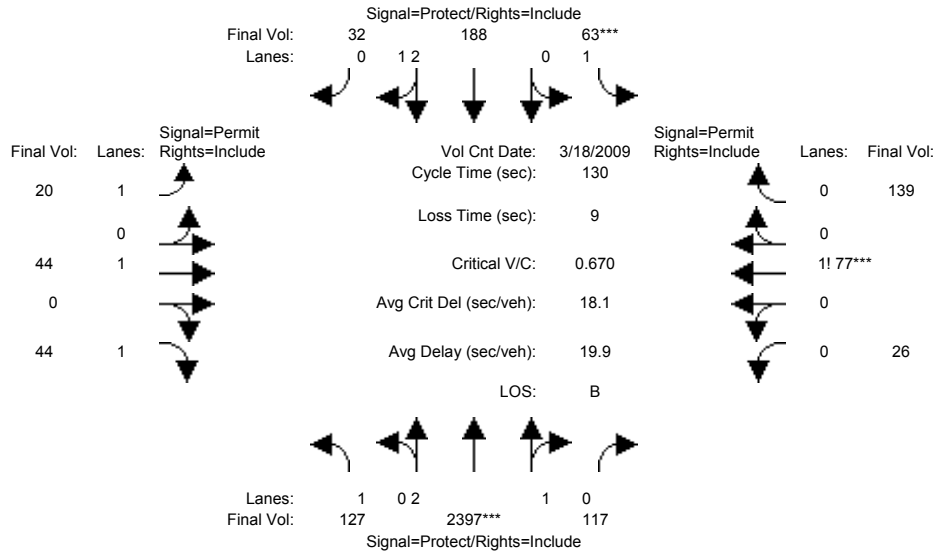 Signal=Protect/Rights=Include
Final Vol: 32 188 63***
Lanes: 0 1 2 0 1
Signal=Permit Signal=Permit
Final Vol: Lanes: Rights=Include Vol Cnt Date: 3/18/2009 Rights=Include Lanes: Final Vol:
Cycle Time (sec): 130
20 1 0 139
Loss Time (sec): 9
0 0
44 1 Critical V/C: 0.670 1! 77***
0 0 Avg Crit Del (sec/veh): 18.1 0
44 1 Avg Delay (sec/veh): 19.9 0 26
LOS: B
Lanes: 1 0 2 1 0
Final Vol: 127 2397*** 117
Signal=Protect/Rights=Include